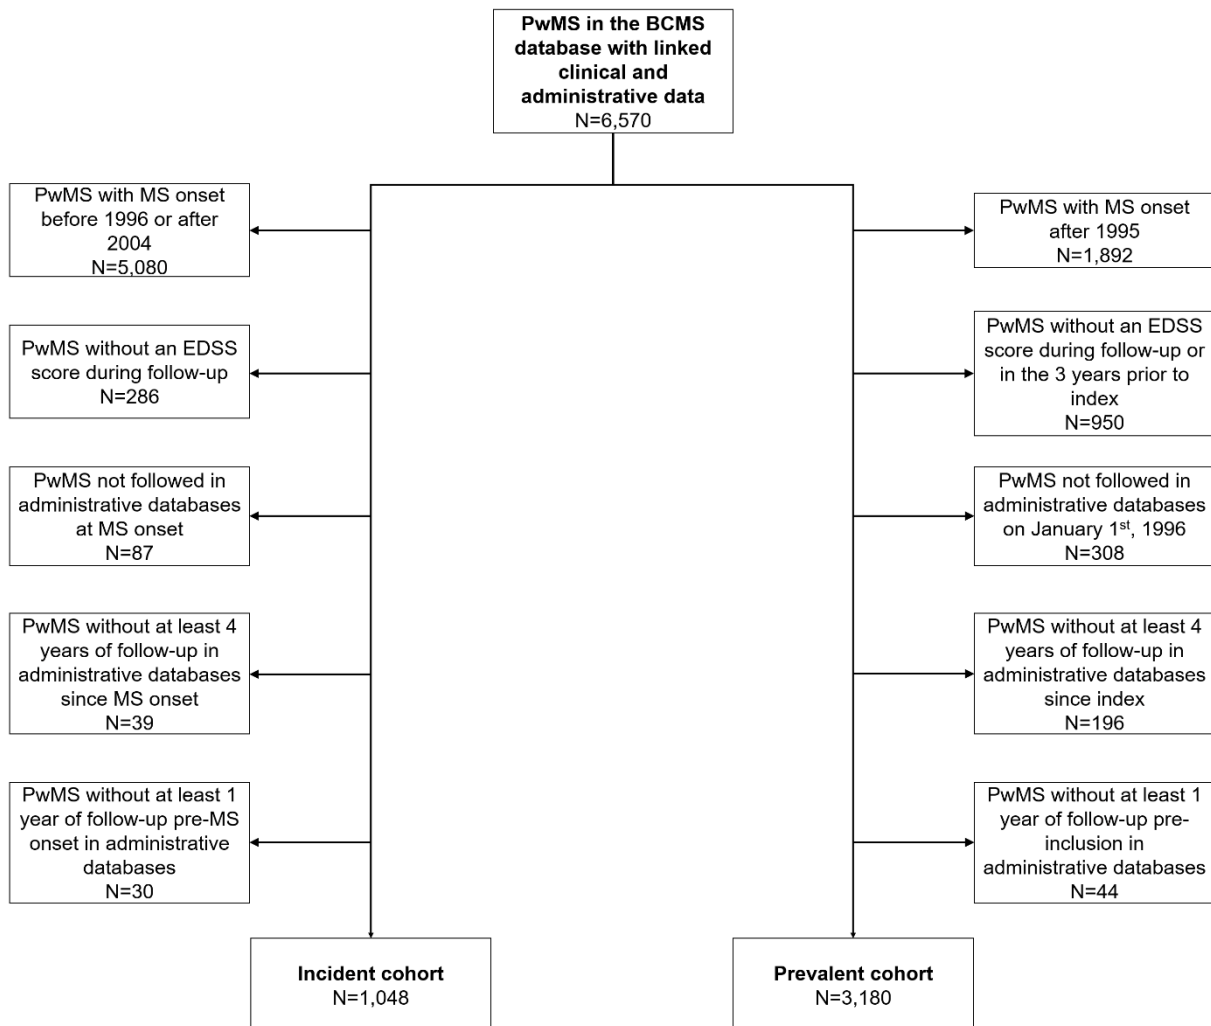 PwMS in the BCMS
database with linked
clinical and
administrative data
N=6,570
PwMS with MS onset
before 1996 or after
2004
N=5,080
PwMS with MS onset
after 1995
N=1,892
PwMS without an EDSS
score during follow-up
N=286
PwMS without an EDSS
score during follow-up or
in the 3 years prior to
index
N=950
PwMS not followed in
administrative databases
at MS onset
N=87
PwMS not followed in
administrative databases
on January 1st, 1996
N=308
PwMS without at least 4
years of follow-up in
administrative databases
since MS onset
N=39
PwMS without at least 4
years of follow-up in
administrative databases
since index
N=196
PwMS without at least 1
year of follow-up pre-MS
onset in administrative
databases
N=30
PwMS without at least 1
year of follow-up pre-
inclusion in
administrative databases
N=44
Incident cohort
N=1,048
Prevalent cohort
N=3,180